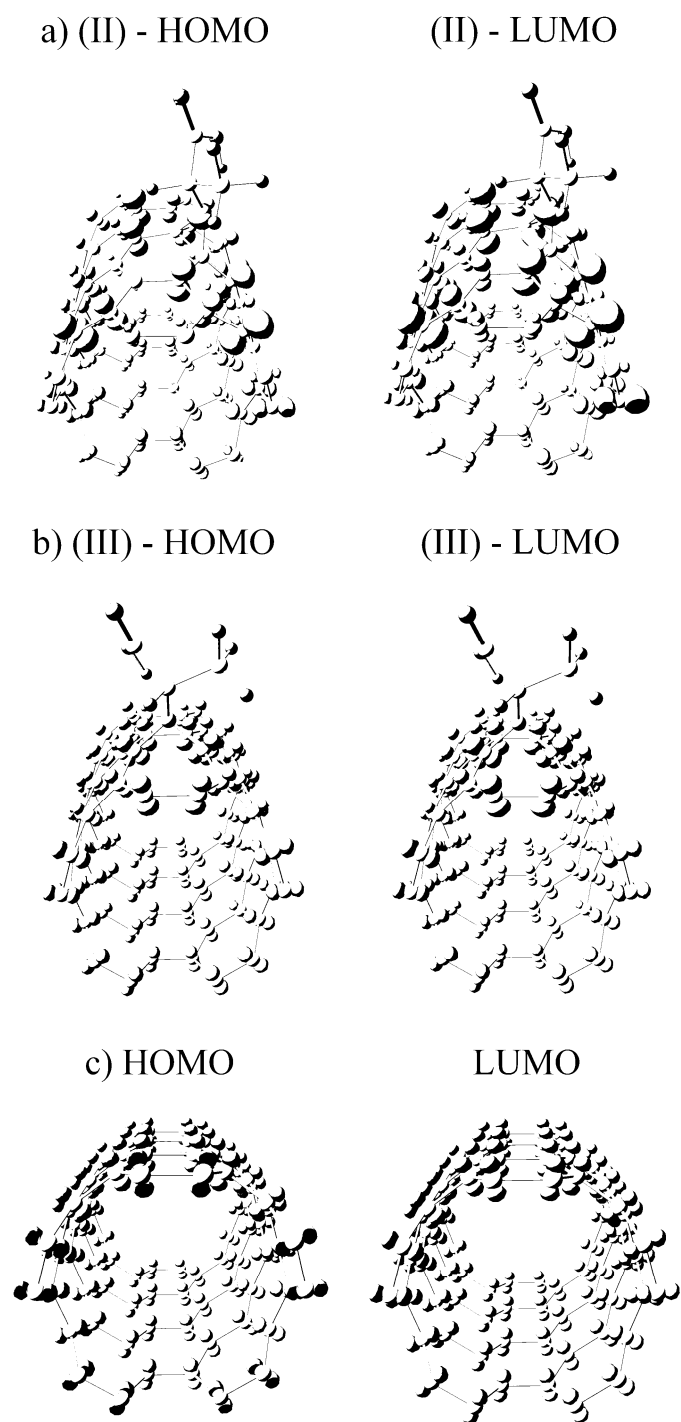 a) (II) - HOMO
(II) - LUMO
b) (III) - HOMO
(III) - LUMO
c) HOMO
LUMO